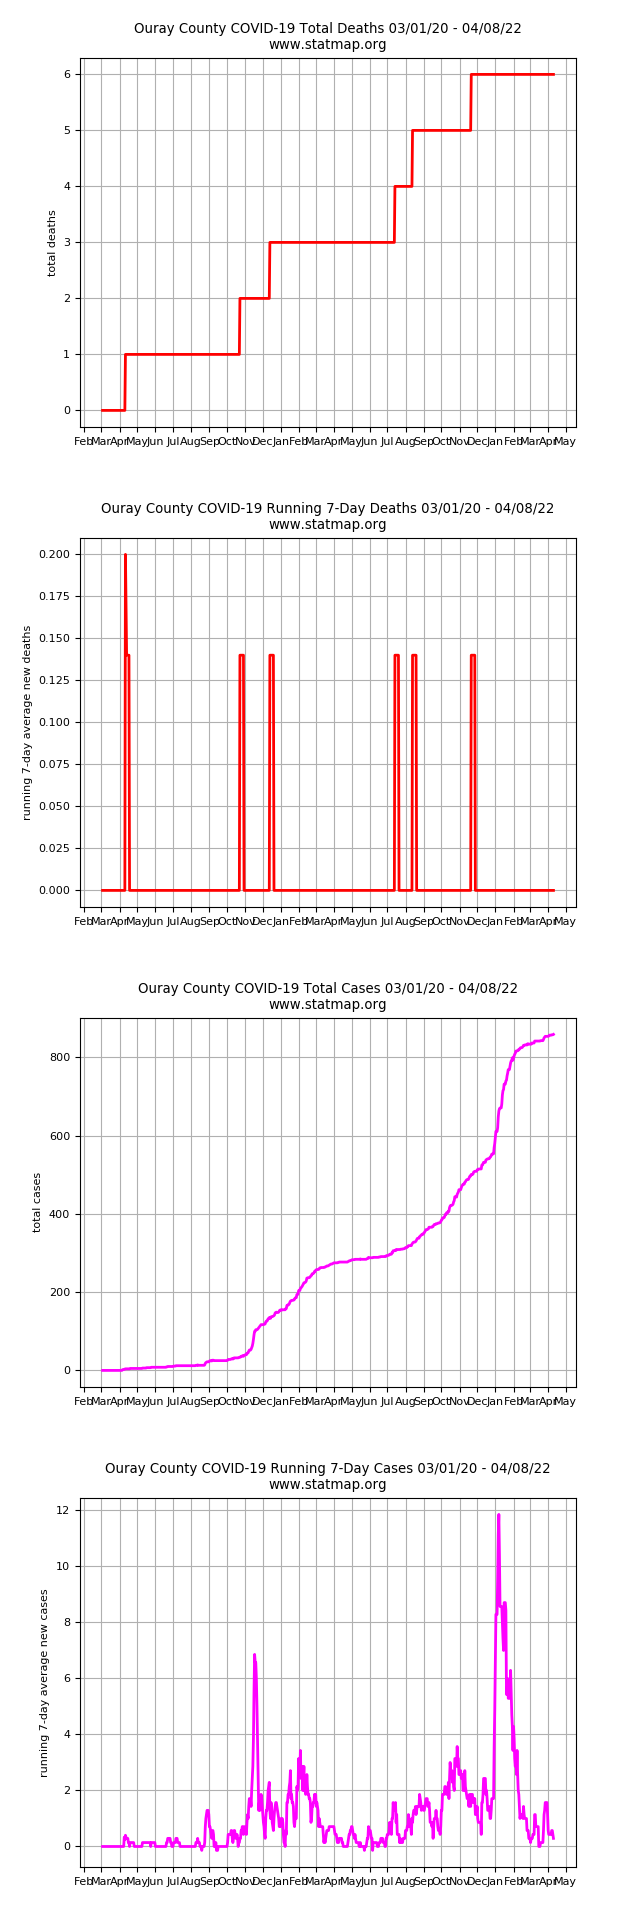 Ouray County COVID-19 Total Deaths 03/01/20 - 04/08/22
www.statmap.org
6
5
4
3
2
1
0
total deaths
Feb Mar Apr May Jun Jul Aug Sep Oct Nov Dec Jan Feb Mar Apr May Jun Jul Aug Sep Oct Nov Dec Jan Feb Mar Apr May
Ouray County COVID-19 Running 7-Day Deaths 03/01/20 - 04/08/22
www.statmap.org
0.200
0.175
0.150
0.125
0.100
0.075
0.050
0.025
0.000
running 7-day average new deaths
Feb Mar Apr May Jun Jul Aug Sep Oct Nov Dec Jan Feb Mar Apr May Jun Jul Aug Sep Oct Nov Dec Jan Feb Mar Apr May
Ouray County COVID-19 Total Cases 03/01/20 - 04/08/22
www.statmap.org
800
600
400
200
0
total cases
Feb Mar Apr May Jun Jul Aug Sep Oct Nov Dec Jan Feb Mar Apr May Jun Jul Aug Sep Oct Nov Dec Jan Feb Mar Apr May
Ouray County COVID-19 Running 7-Day Cases 03/01/20 - 04/08/22
www.statmap.org
12
10
8
6
4
2
0
running 7-day average new cases
Feb Mar Apr May Jun Jul Aug Sep Oct Nov Dec Jan Feb Mar Apr May Jun Jul Aug Sep Oct Nov Dec Jan Feb Mar Apr May